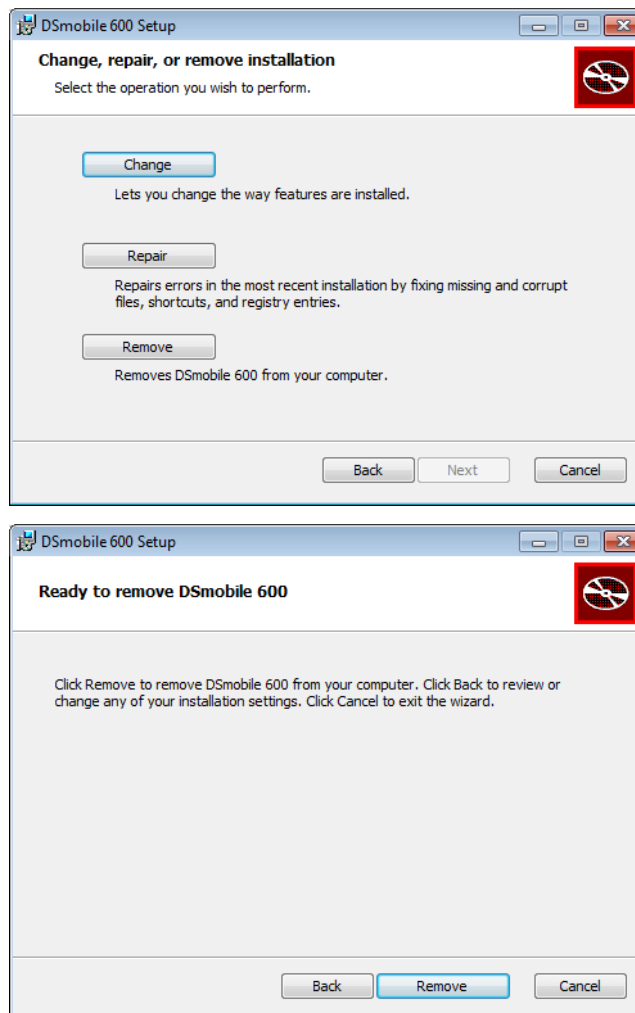 DSmobile 600 Setup
Change, repair, or remove installation
Select the operation you wish to perform.
Change
Lets you change the way features are installed.
Repair
Repairs errors in the most recent installation by fixing missing and corrupt
files, shortcuts, and registry entries.
Remove
Removes DSmobile 600 from your computer.
Back Next Cancel
DSmobile 600 Setup
Ready to remove DSmobile 600
Click Remove to remove DSmobile 600 from your computer. Click Back to review or
change any of your installation settings. Click Cancel to exit the wizard.
Back Remove Cancel